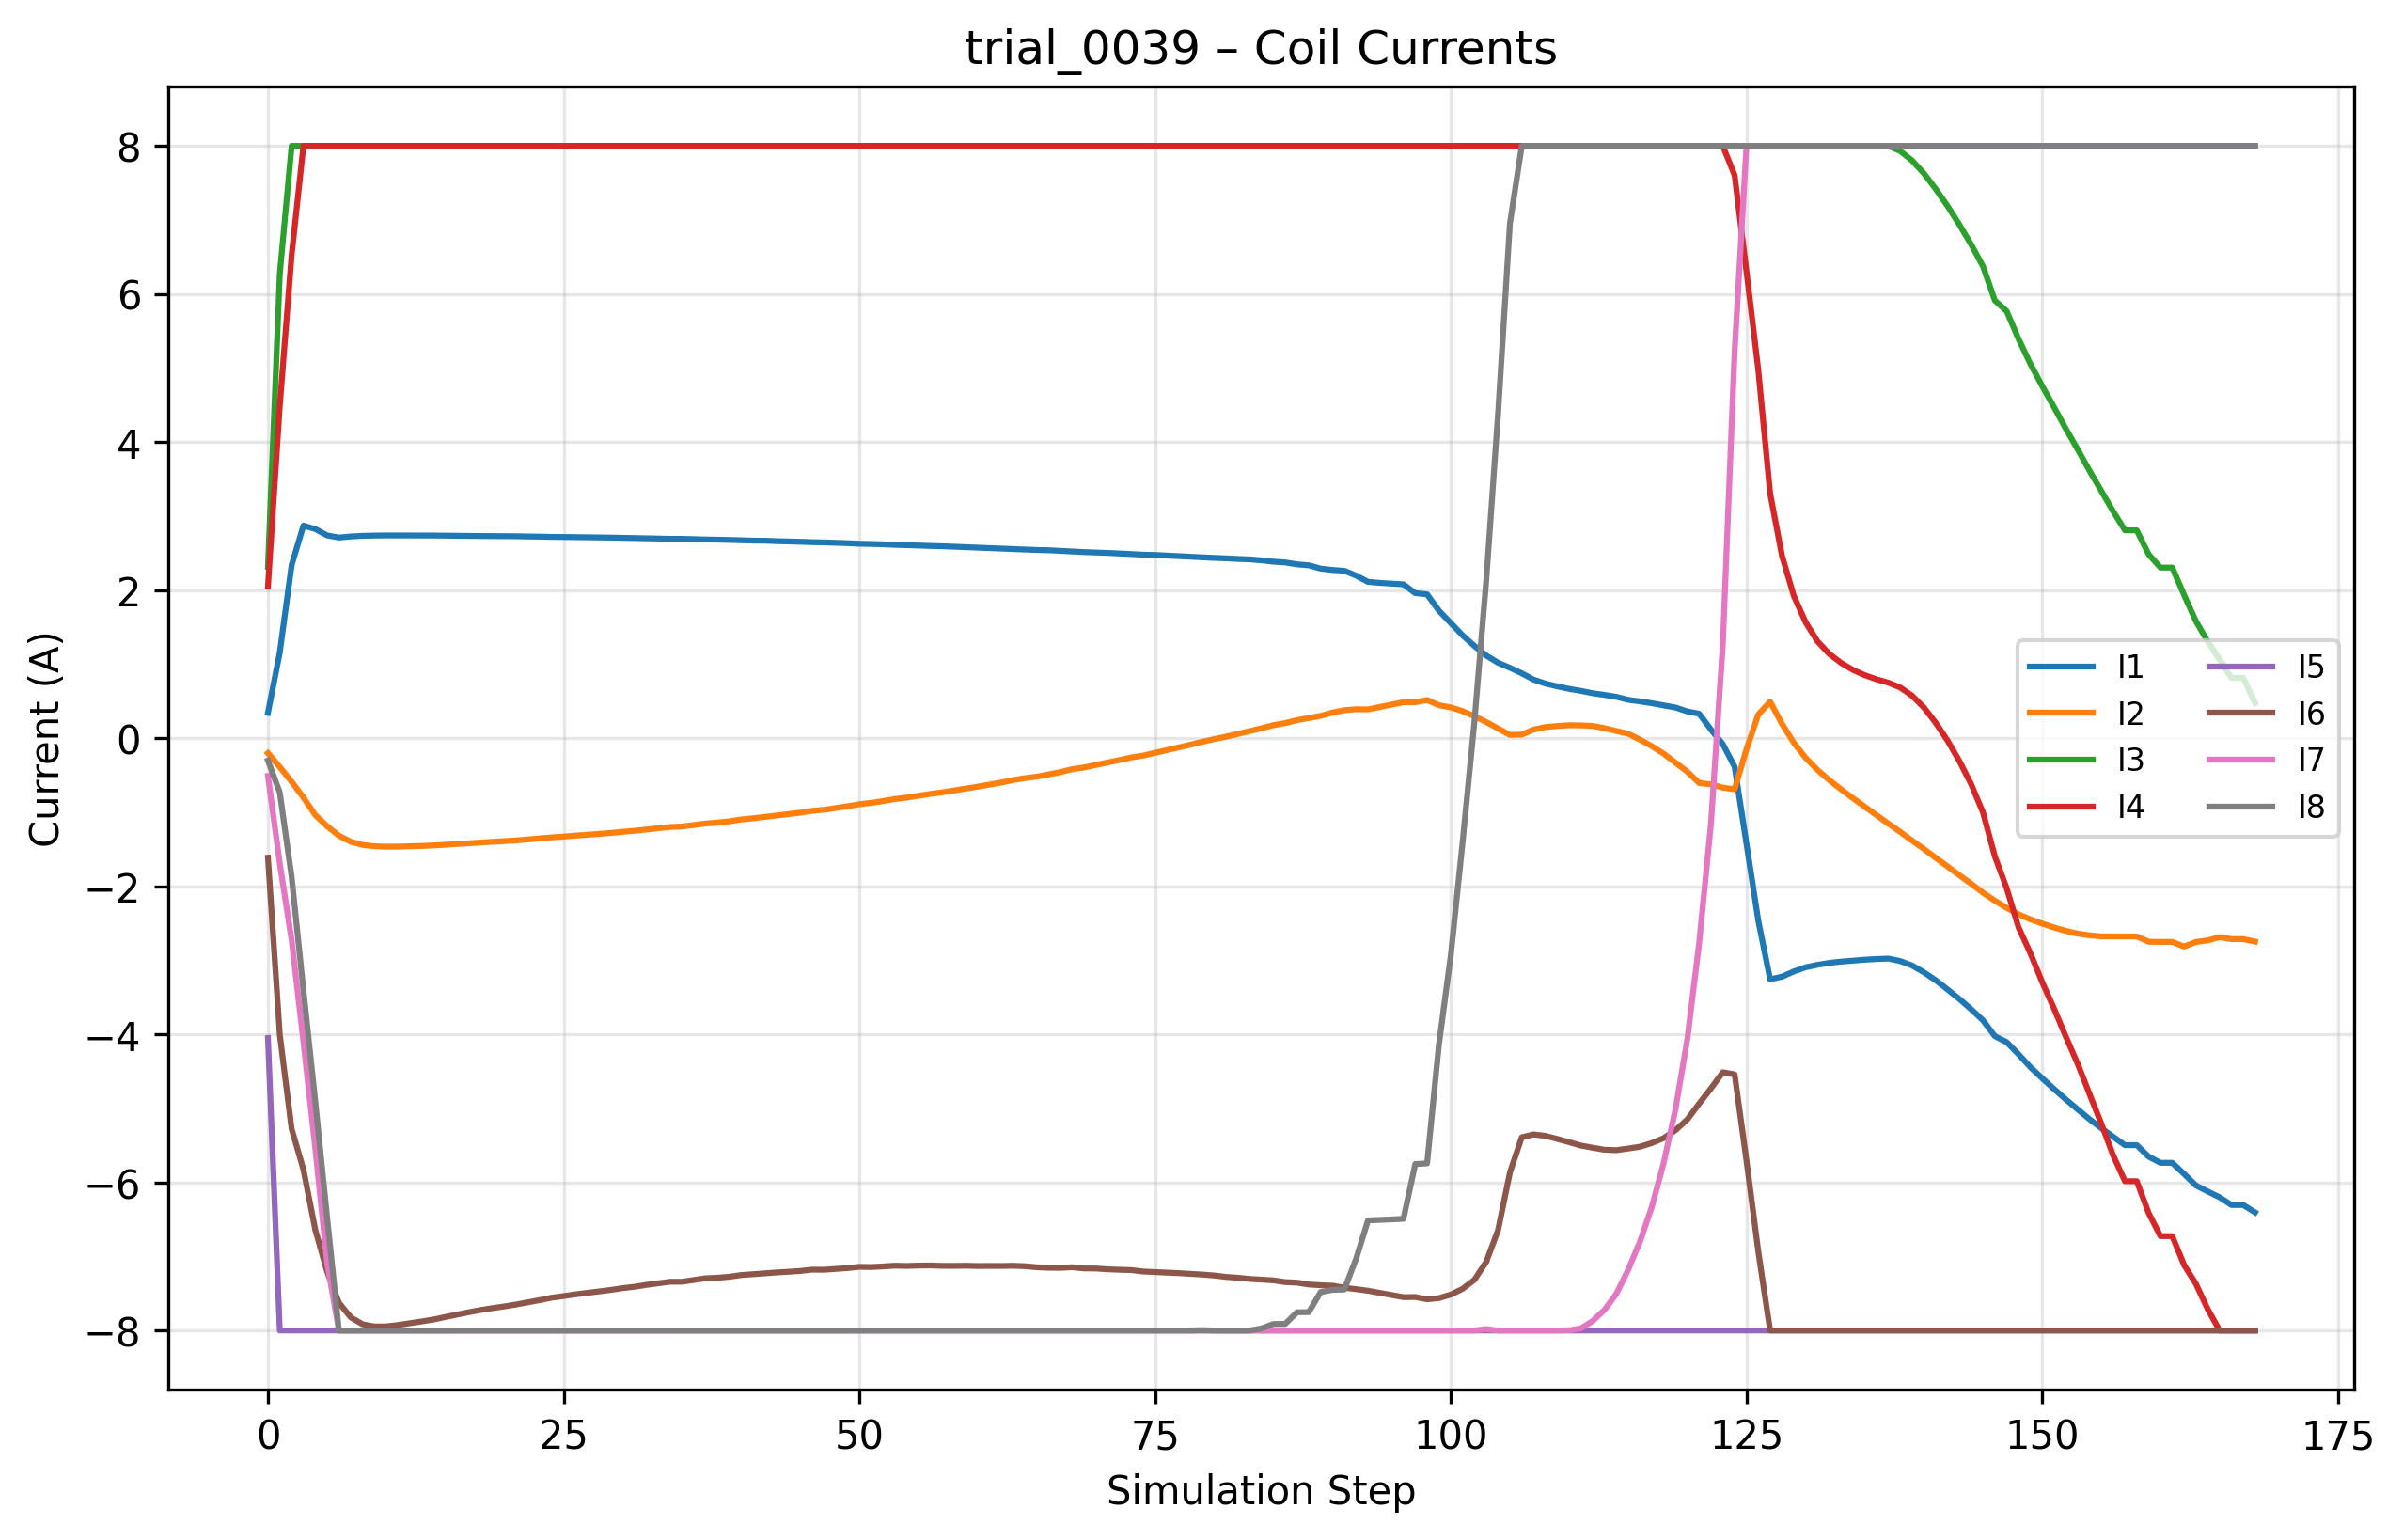 trial_0039 – Coil Currents
Current (A)
8
6
4
2
0
−2
−4
−6
−8
I1
I2
I3
I4
I5
I6
I7
I8
0 25 50 75 100 125 150 175
Simulation Step